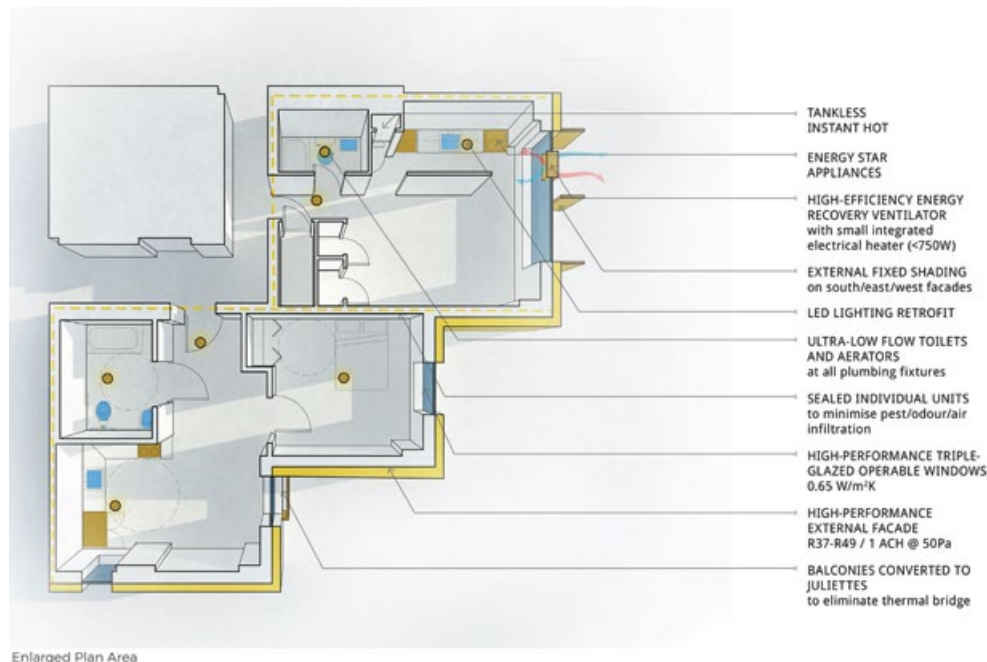 TANKLESS
INSTANT HOT
ENERGY STAR
APPLIANCES
HIGH-EFFICIENCY ENERGY
RECOVERY VENTILATOR
with small integrated
electrical heater (<750W)
EXTERNAL FIXED SHADING
on south/east/west facades
LED LIGHTING RETROFIT
ULTRA-LOW FLOW TOILETS
AND AERATORS
at all plumbing fixtures
SEALED INDIVIDUAL UNITS
to minimise pest/odour/air
infiltration
HIGH-PERFORMANCE TRIPLE-
GLAZED OPERABLE WINDOWS
0.65 W/m²K
HIGH-PERFORMANCE
EXTERNAL FACADE
R37-R49 / 1 ACH @ 50Pa
BALCONIES CONVERTED TO
JULIETTES
to eliminate thermal bridge
Enlarged Plan Area